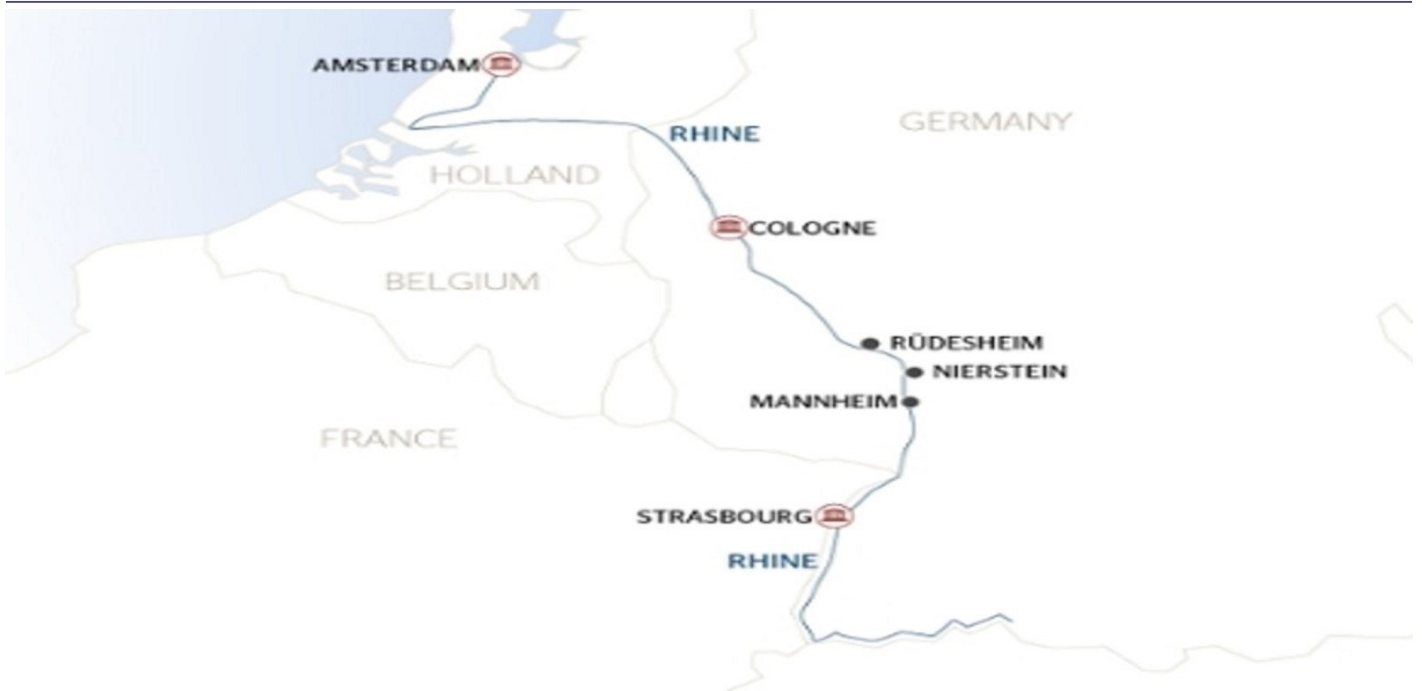 AMSTERDAM
RHINE
GERMANY
HOLLAND
COLOGNE
BELGIUM
RÜDESHEIM
NIERSTEIN
MANNHEIM
FRANCE
STRASBOURG
RHINE